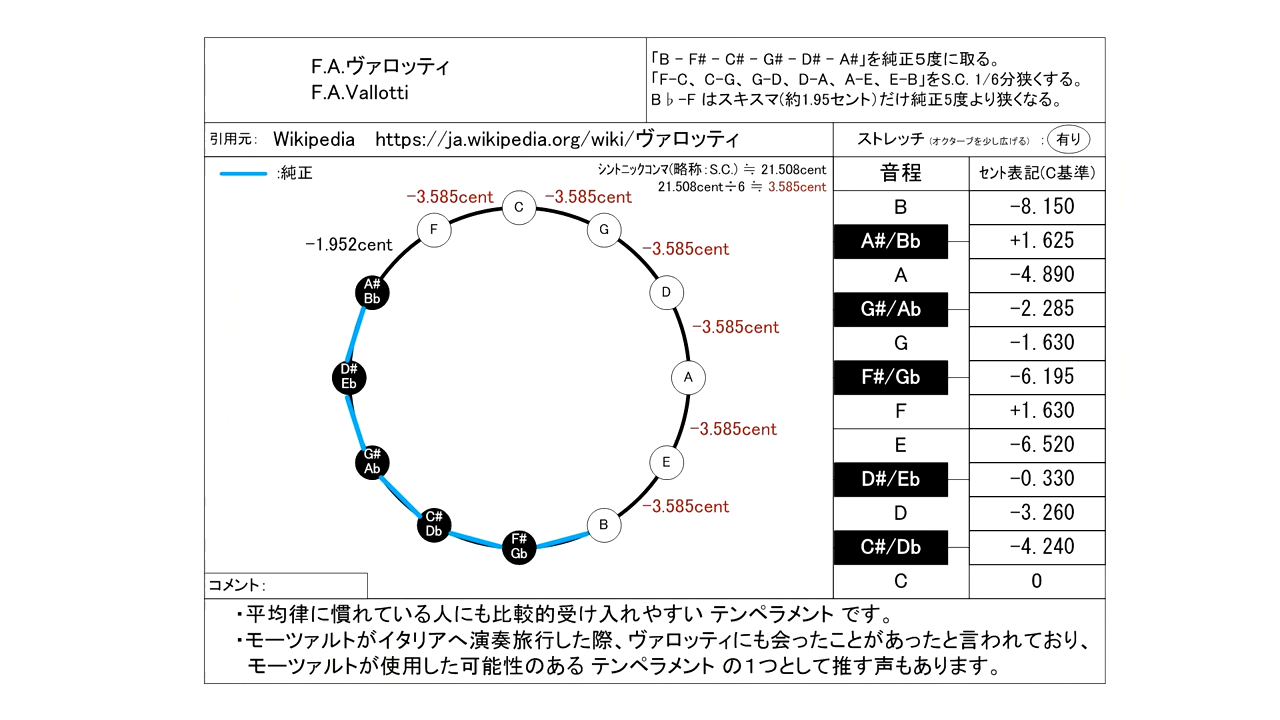 F.A.ヴァロッティ
F.A.Vallotti
「B − F# − C# − G# − D# − A#」を純正５度に取る。
「F-C、 C-G、 G-D、 D-A、 A-E、 E-B」をS.C. 1/6分狭くする。
B♭-F はスキスマ(約1.95セント)だけ純正5度より狭くなる。
引用元： Wikipedia https://ja.wikipedia.org/wiki/ヴァロッティ
ストレッチ (オクターブを少し広げる) : 有り
:純正
シントニックコンマ(略称：S.C.) ≒ 21.508cent
21.508cent÷6 ≒ 3.585cent
音程 セント表記(C基準)
−3.585cent
−3.585cent
C
F
G
−1.952cent
−3.585cent
A#
Bb
D
−3.585cent
D#
Eb
A
−3.585cent
G#
Ab
E
−3.585cent
C#
Db
B
F#
Gb
B −8.150
A#/Bb +1.625
A −4.890
G#/Ab −2.285
G −1.630
F#/Gb −6.195
F +1.630
E −6.520
D#/Eb −0.330
D −3.260
C#/Db −4.240
C 0
コメント：
・平均律に慣れている人にも比較的受け入れやすい テンペラメント です。
・モーツァルトがイタリアへ演奏旅行した際、ヴァロッティにも会ったことがあったと言われており、
モーツァルトが使用した可能性のある テンペラメント の１つとして推す声もあります。